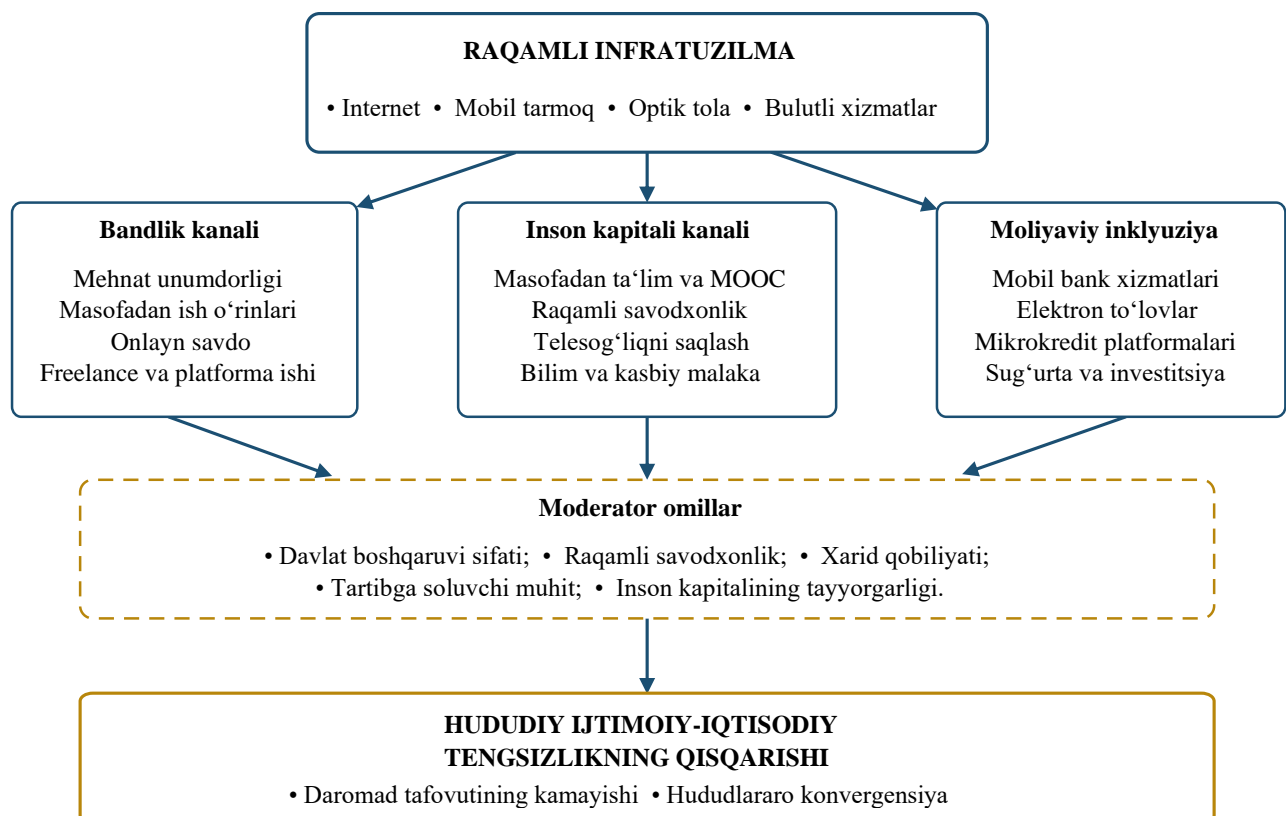 RAQAMLI INFRATUZILMA
• Internet • Mobil tarmoq • Optik tola • Bulutli xizmatlar
Bandlik kanali
Mehnat unumdorligi
Masofadan ish o‘rinlari
Onlayn savdo
Freelance va platforma ishi
Inson kapitali kanali
Masofadan ta‘lim va MOOC
Raqamli savodxonlik
Telesog‘liqni saqlash
Bilim va kasbiy malaka
Moliyaviy inklyuziya
Mobil bank xizmatlari
Elektron to‘lovlar
Mikrokredit platformalari
Sug‘urta va investitsiya
Moderator omillar
• Davlat boshqaruvi sifati; • Raqamli savodxonlik; • Xarid qobiliyati;
• Tartibga soluvchi muhit; • Inson kapitalining tayyorgarligi.
HUDUDIY IJTIMOIY-IQTISODIY
TENGSIZLIKNING QISQARISHI
• Daromad tafovutining kamayishi • Hududlararo konvergensiya